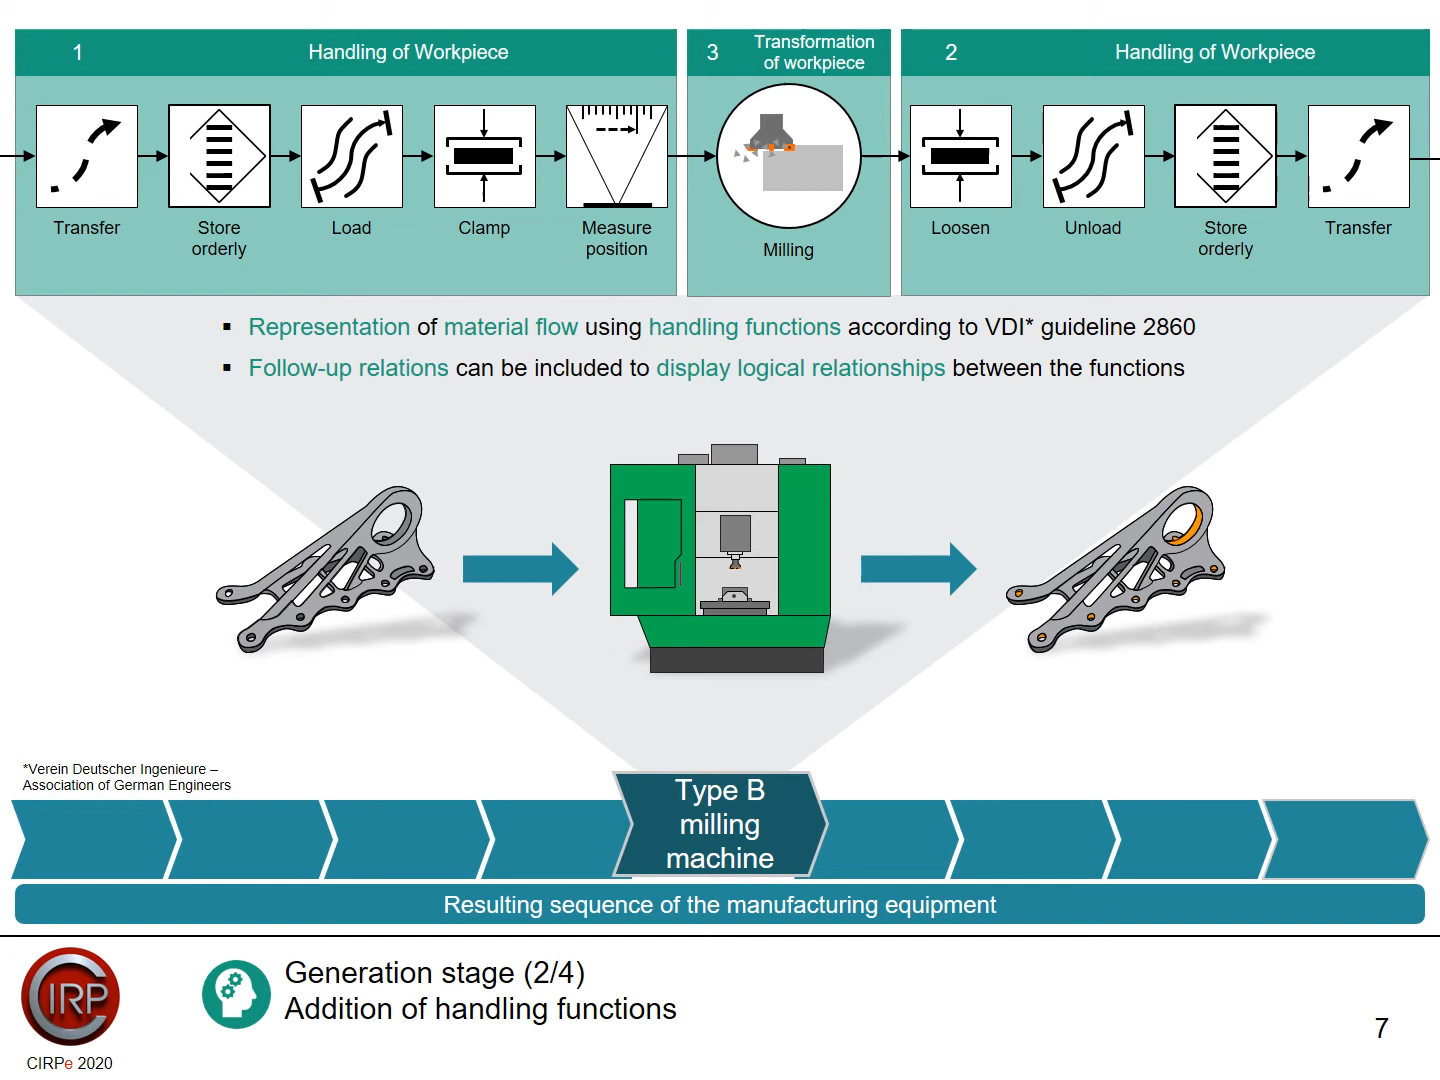 1 Handling of Workpiece
3 Transformation
of workpiece
2 Handling of Workpiece
Transfer
Store
orderly
Load
Clamp
Measure
position
Milling
Loosen
Unload
Store
orderly
Transfer
▪ Representation of material flow using handling functions according to VDI* guideline 2860
▪ Follow-up relations can be included to display logical relationships between the functions
*Verein Deutscher Ingenieure –
Association of German Engineers
Type B
milling
machine
Resulting sequence of the manufacturing equipment
CIRP
CIRPe 2020
Generation stage (2/4)
Addition of handling functions
7